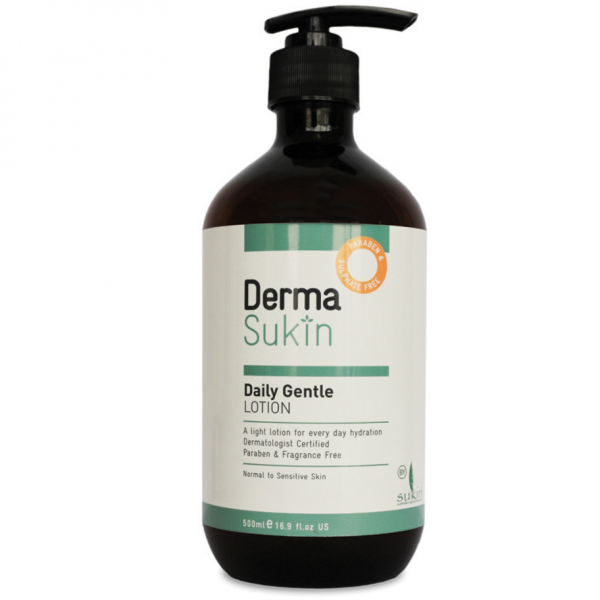 PARABEN &
SULPHATE FREE
Derma
Sukin
Daily Gentle
LOTION
A light lotion for every day hydration
Dermatologist Certified
Paraben & Fragrance Free
Normal to Sensitive Skin
sukin
500ml e 16.9 fl.oz US